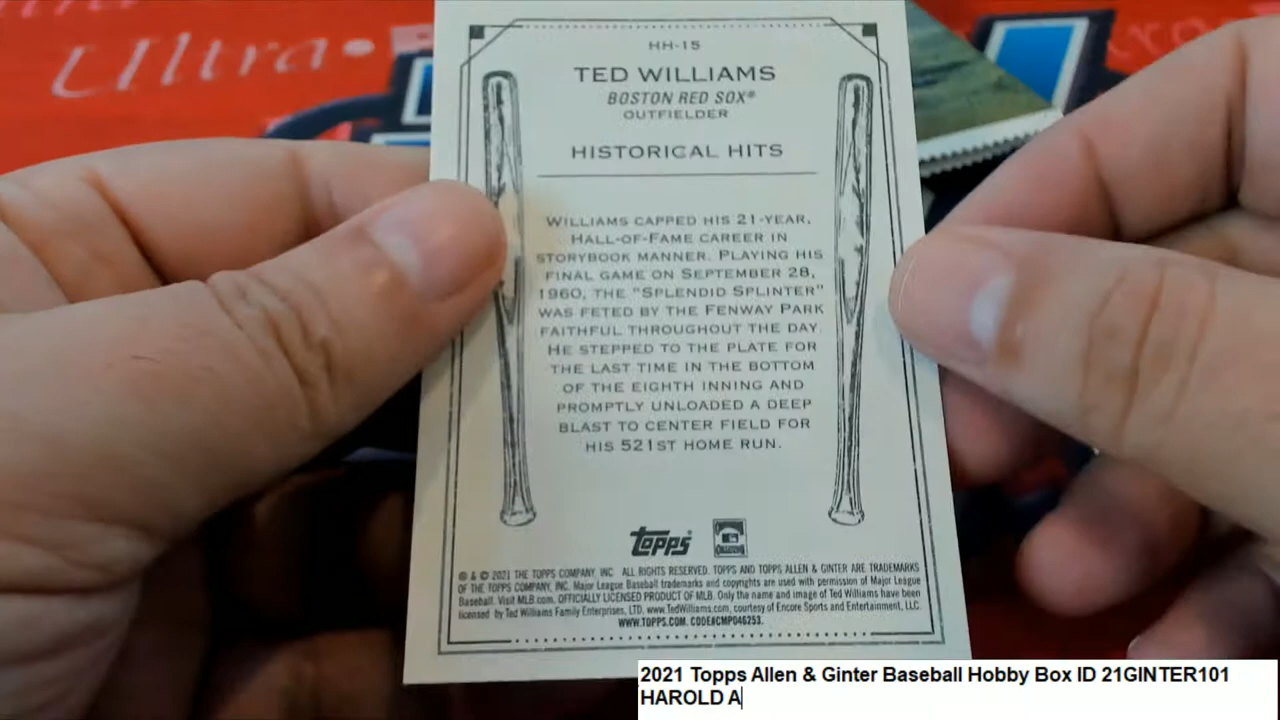 Ultra
HH-15
TED WILLIAMS
BOSTON RED SOX®
OUTFIELDER
HISTORICAL HITS
WILLIAMS CAPPED HIS 21-YEAR,
HALL-OF-FAME CAREER IN
STORYBOOK MANNER. PLAYING HIS
FINAL GAME ON SEPTEMBER 28,
1960, THE "SPLENDID SPLINTER"
WAS FETED BY THE FENWAY PARK
FAITHFUL THROUGHOUT THE DAY.
HE STEPPED TO THE PLATE FOR
THE LAST TIME IN THE BOTTOM
OF THE EIGHTH INNING AND
PROMPTLY UNLOADED A DEEP
BLAST TO CENTER FIELD FOR
HIS 521ST HOME RUN.
topps®
® & © 2021 THE TOPPS COMPANY, INC. ALL RIGHTS RESERVED. TOPPS AND TOPPS ALLEN & GINTER ARE TRADEMARKS
OF THE TOPPS COMPANY, INC. Major League Baseball trademarks and copyrights are used with permission of Major League
Baseball. Visit MLB.com. OFFICIALLY LICENSED PRODUCT OF MLB. Only the name and image of Ted Williams have been
licensed by Ted Williams Family Enterprises, LTD. www.TedWilliams.com, courtesy of Encore Sports and Entertainment, LLC.
WWW.TOPPS.COM. CODE#CMP046253.
2021 Topps Allen & Ginter Baseball Hobby Box ID 21GINTER101
HAROLD A